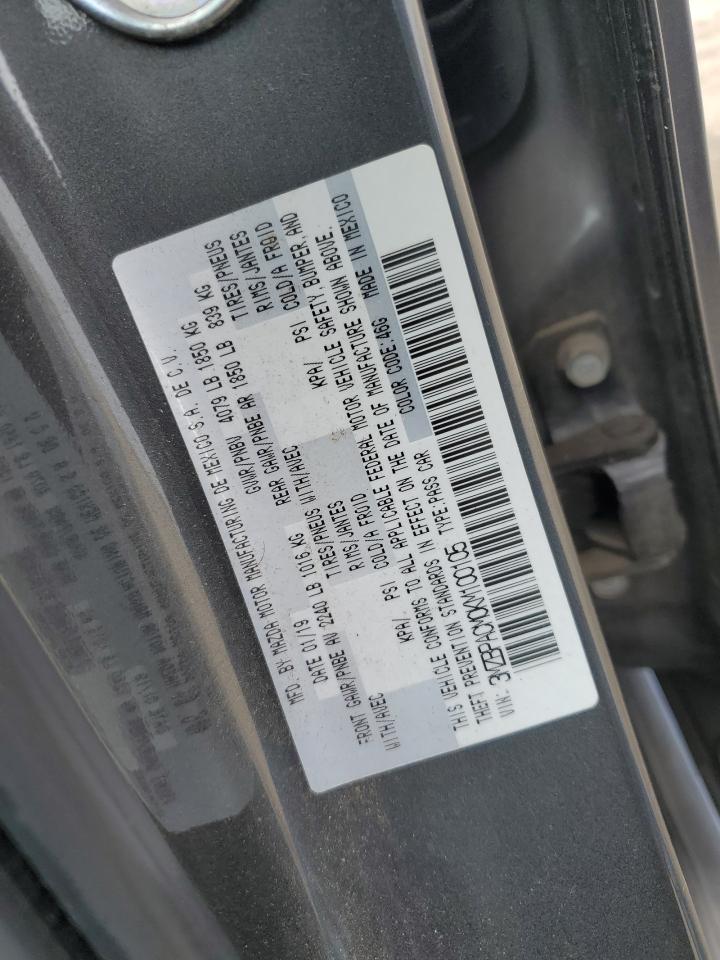 MFD. BY MAZDA MOTOR MANUFACTURING DE MEXICO S.A. DE C.V.
DATE 01/19 GVWR/PNBV 4079 LB 1850 KG
FRONT GAWR/PNBE AV 2240 LB 1016 KG REAR GAWR/PNBE AR 1850 LB 839 KG
WITH/AVEC TIRES/PNEUS WITH/AVEC TIRES/PNEUS
RIMS/JANTES RIMS/JANTES
KPA/ PSI COLD/A FROID KPA/ PSI COLD/A FROID
THIS VEHICLE CONFORMS TO ALL APPLICABLE FEDERAL MOTOR VEHICLE SAFETY BUMPER, AND
THEFT PREVENTION STANDARDS IN EFFECT ON THE DATE OF MANUFACTURE SHOWN ABOVE.
VIN: 3MZBPACM0KM100105 TYPE:PASS CAR COLOR CODE:46G MADE IN MEXICO